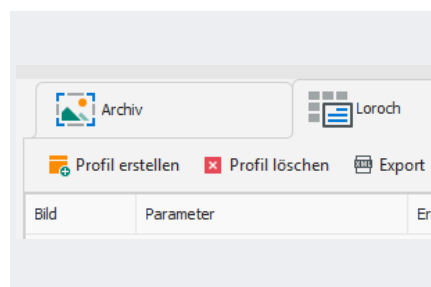 Archiv Loroch
Profil erstellen Profil löschen Export
Bild Parameter